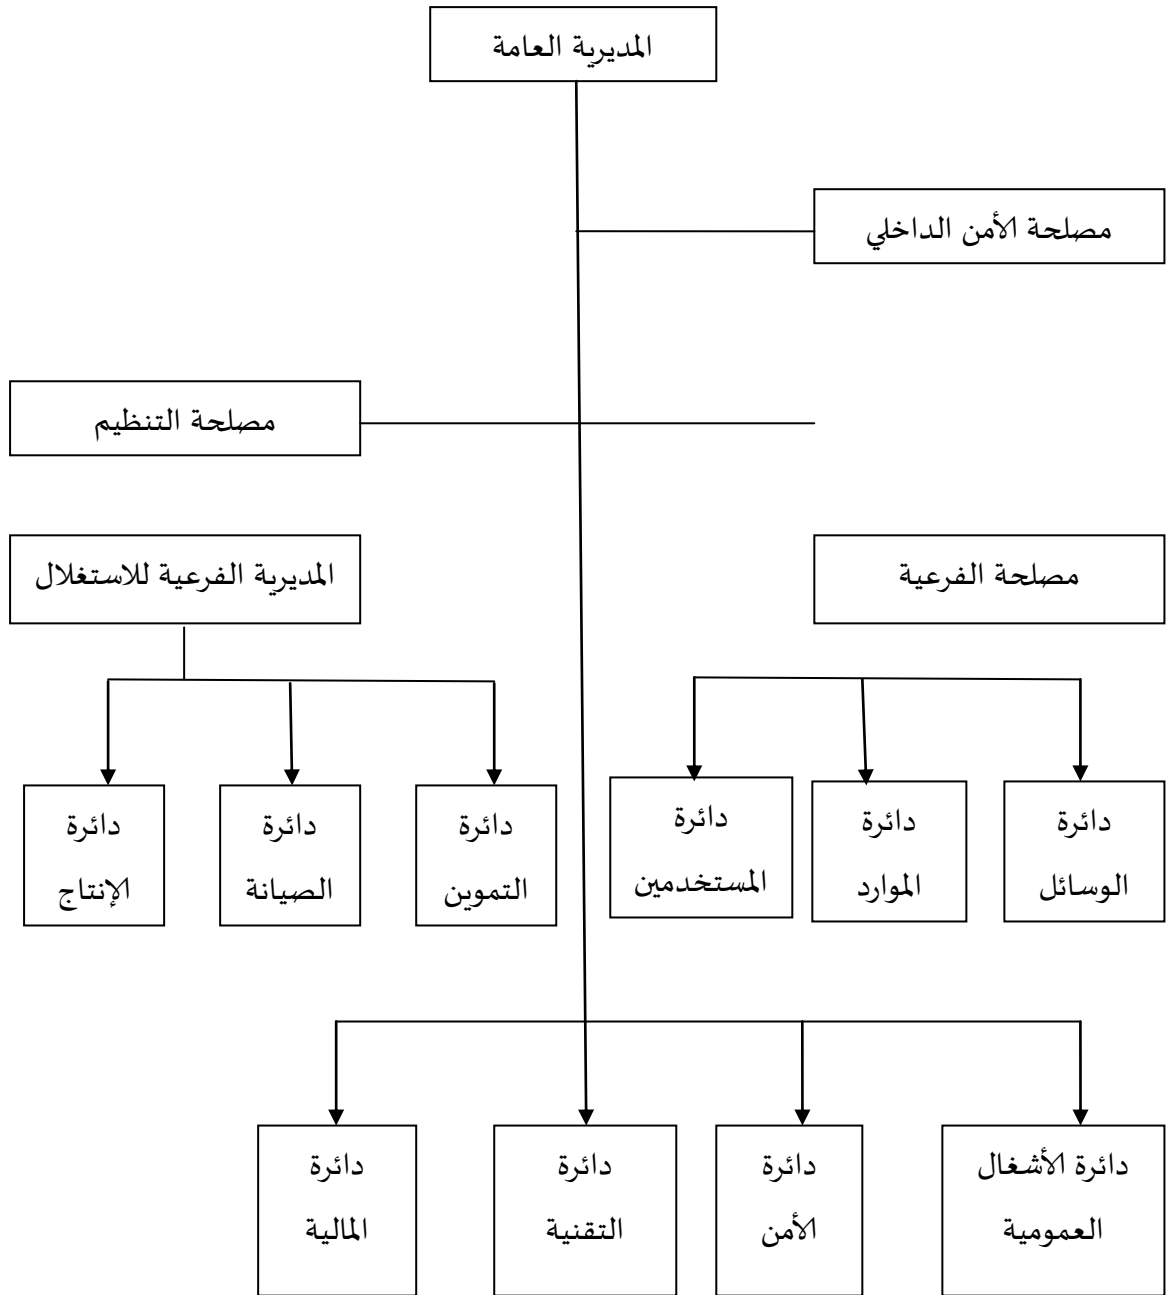 المديرية العامة
مصلحة الأمن الداخلي
مصلحة التنظيم
مصلحة الفرعية
المديرية الفرعية للاستغلال
دائرة
الوسائل
دائرة
الموارد
دائرة
المستخدمين
دائرة
التموين
دائرة
الصيانة
دائرة
الإنتاج
دائرة الأشغال
العمومية
دائرة
الأمن
دائرة
التقنية
دائرة
المالية